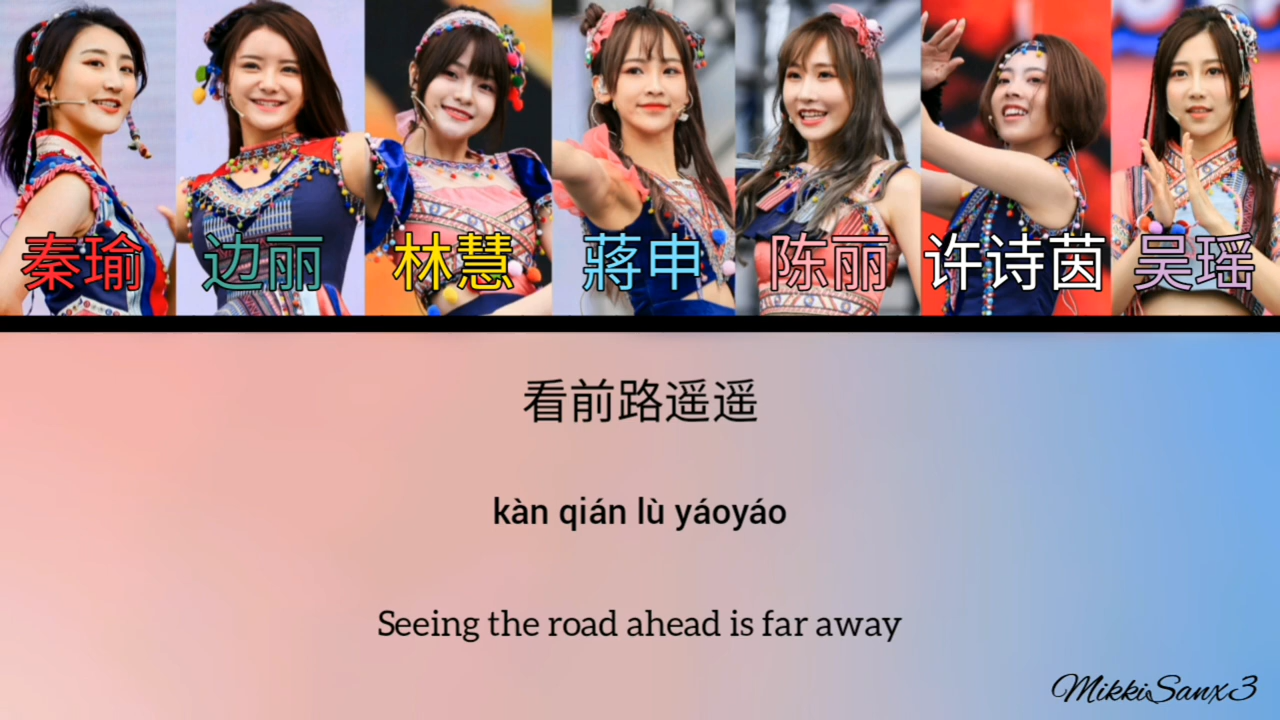 秦瑜 边丽 林慧 蔣申 陈丽 许诗茵 吴瑶
看前路遥遥
kàn qián lù yáoyáo
Seeing the road ahead is far away
MikkiSanx3